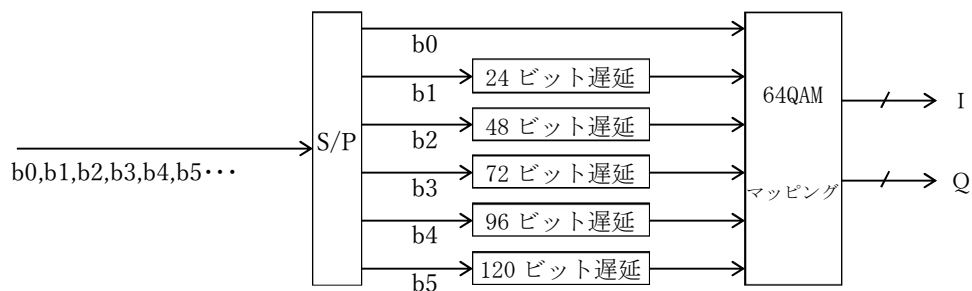 b0
24 ビット遅延
b1
64QAM
I
48 ビット遅延
S/P
b2
b0,b1,b2,b3,b4,b5･･･
72 ビット遅延
b3
マッピング
Q
96 ビット遅延
b4
120 ビット遅延
b5